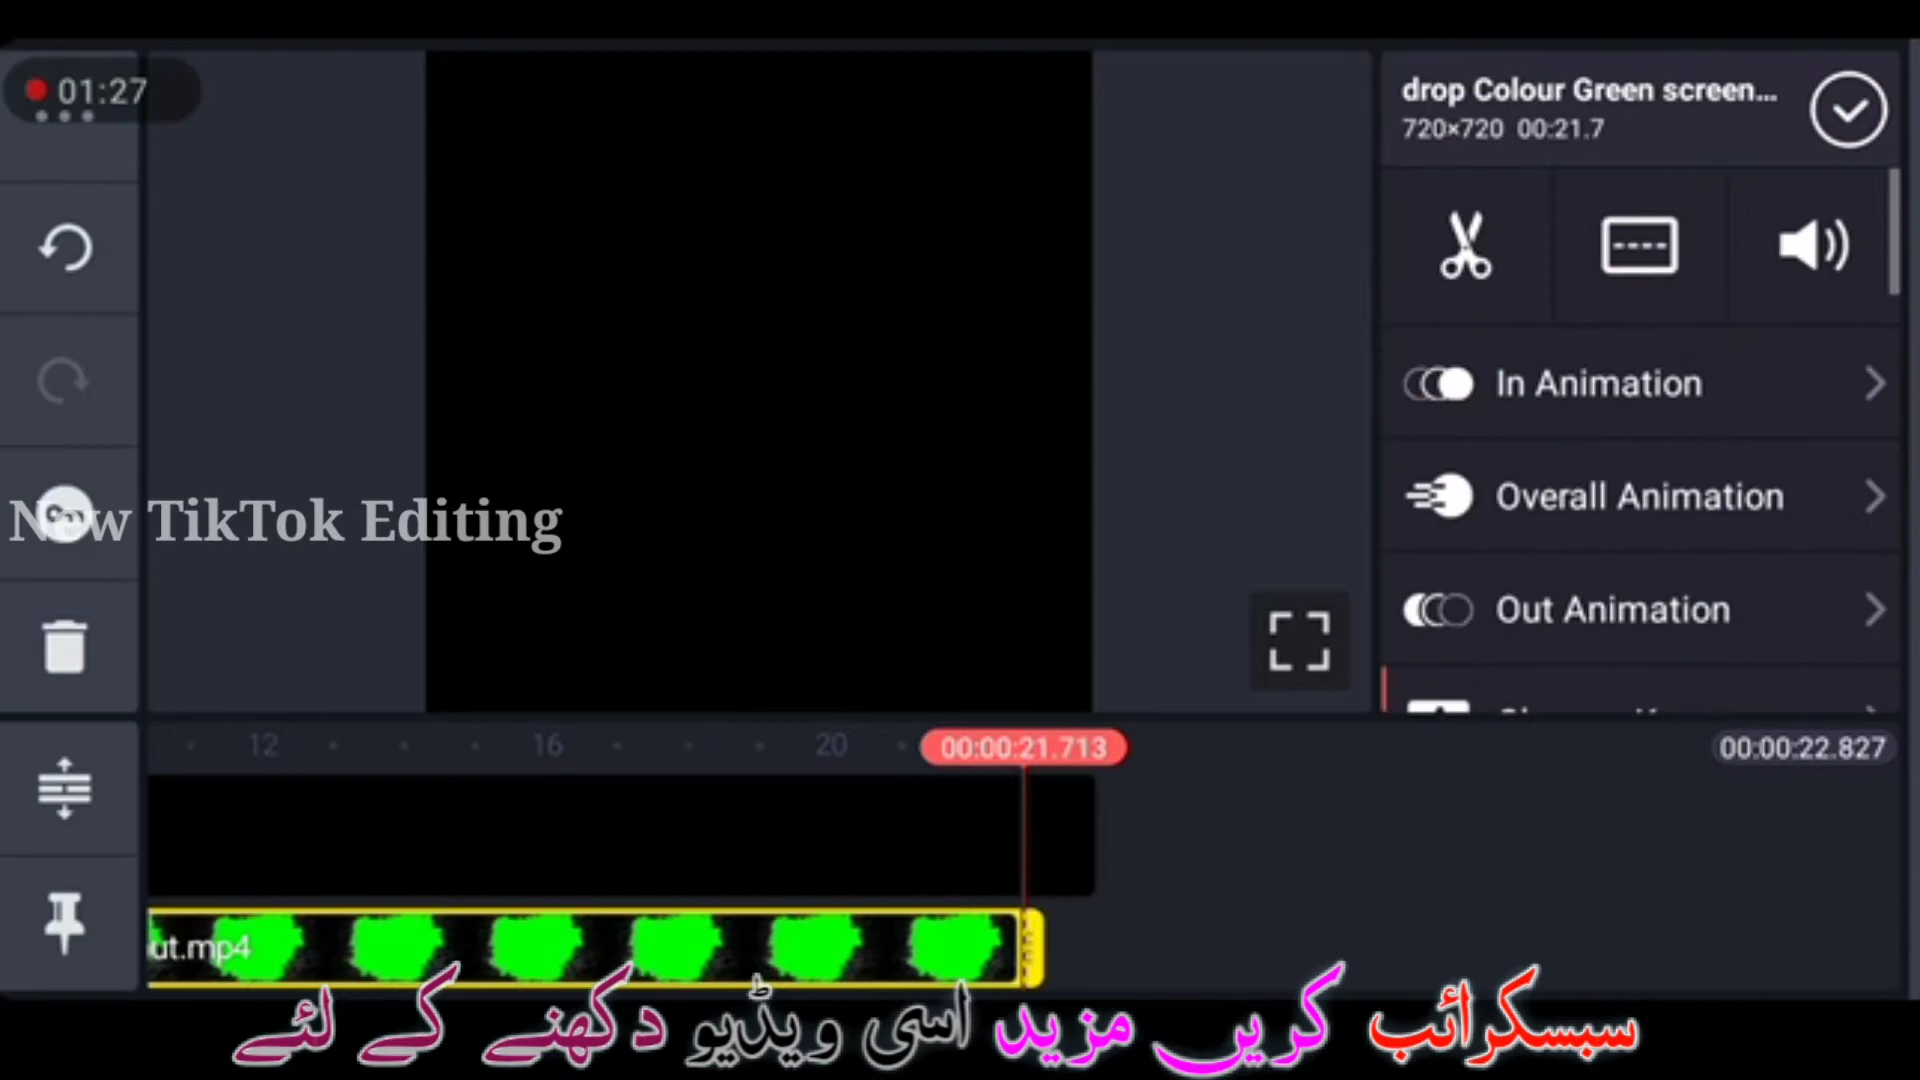 01:27
drop Colour Green screen...
720×720 00:21.7
In Animation
Overall Animation
New TikTok Editing
Out Animation
12 16 20 00:00:21.713 00:00:22.827
ut.mp4
سبسکرائب کریں مزید اسی ویڈیو دکھنے کے لئے